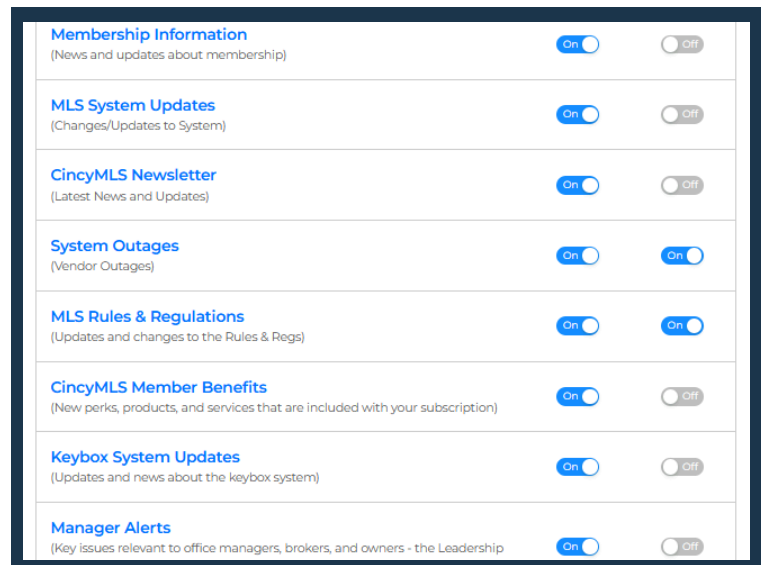 Membership Information
On Off
(News and updates about membership)
MLS System Updates
On Off
(Changes/Updates to System)
CincyMLS Newsletter
On Off
(Latest News and Updates)
System Outages
On On
(Vendor Outages)
MLS Rules & Regulations
On On
(Updates and changes to the Rules & Regs)
CincyMLS Member Benefits
On Off
(New perks, products, and services that are included with your subscription)
Keybox System Updates
On Off
(Updates and news about the keybox system)
Manager Alerts
On Off
(Key issues relevant to office managers, brokers, and owners - the Leadership